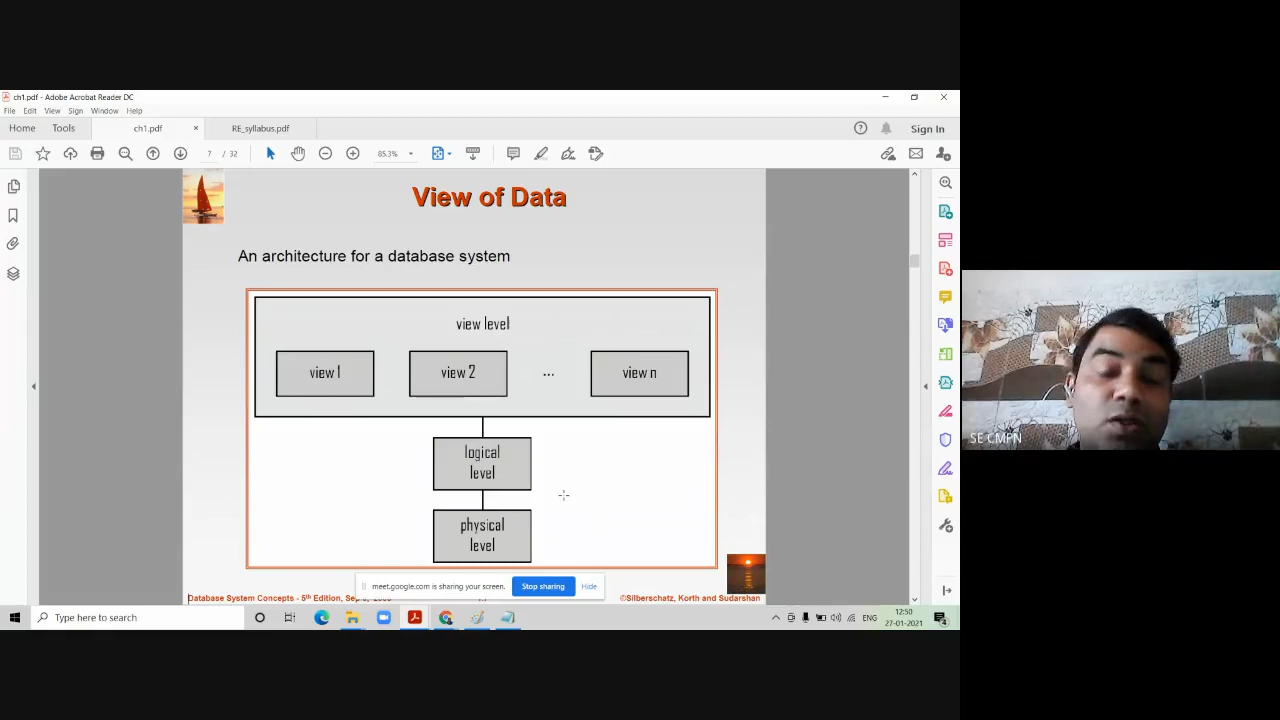 ch1.pdf - Adobe Acrobat Reader DC
File Edit View Sign Window Help
Home Tools ch1.pdf × RE_syllabus.pdf Sign In
7 / 32 85.3%
View of Data
An architecture for a database system
view level
view 1 view 2 ... view n
logical
level
physical
level
meet.google.com is sharing your screen. Stop sharing Hide
Database System Concepts - 5th Edition, Sep
©Silberschatz, Korth and Sudarshan
Type here to search
ENG
12:50
27-01-2021
4
SE CMPN